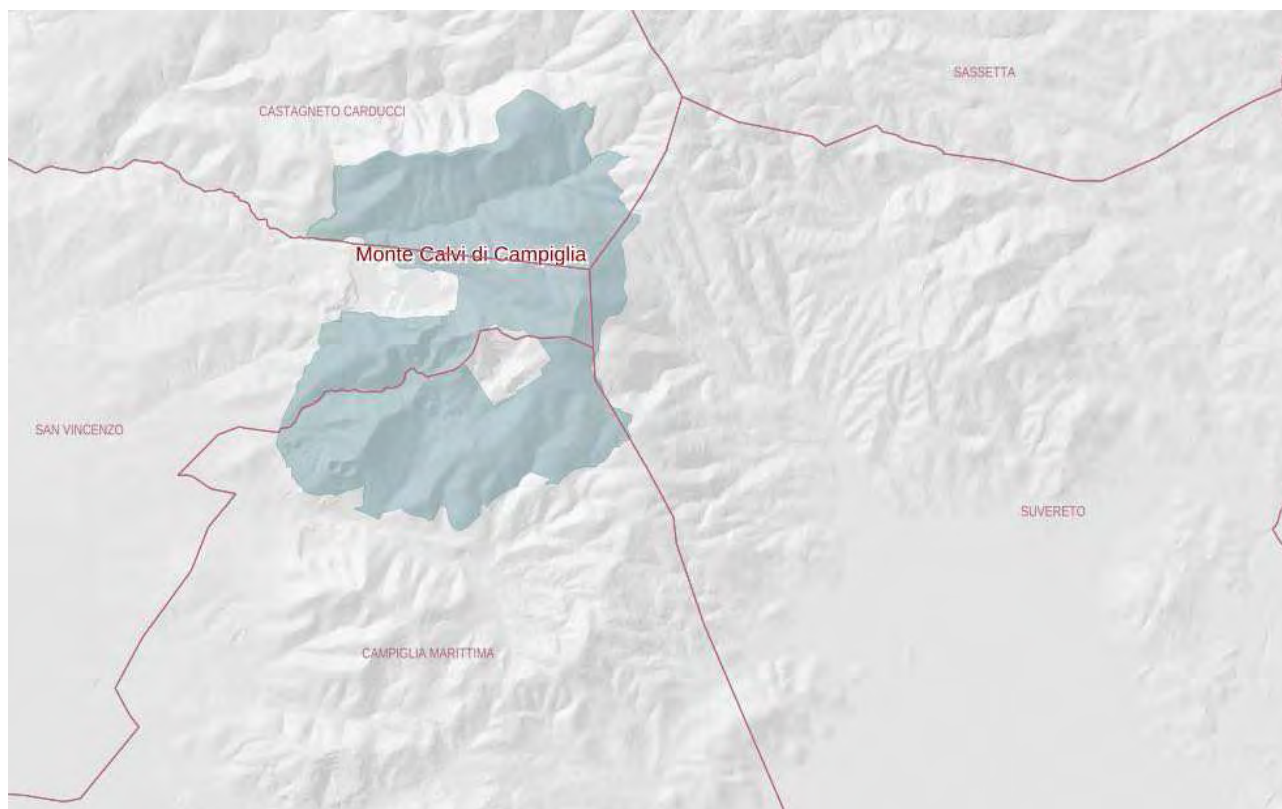 SASSETTA
CASTAGNETO CARDUCCI
Monte Calvi di Campiglia
SAN VINCENZO
SUVERETO
CAMPIGLIA MARITTIMA